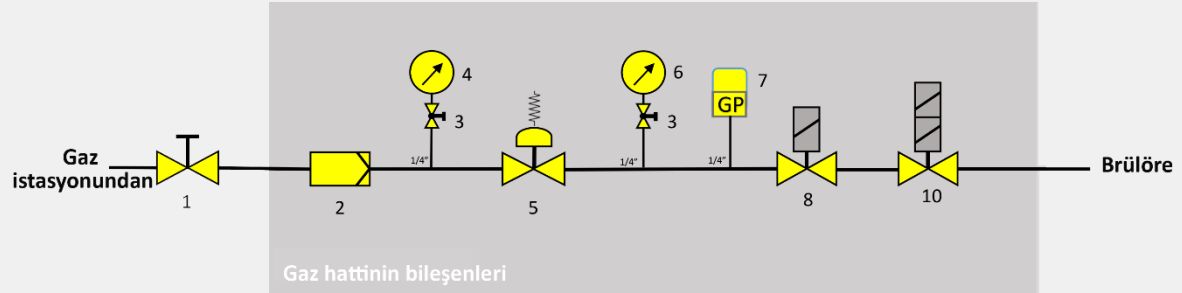 4
6
7
GP
3
3
1/4"
1/4"
1/4"
Gaz
istasyonundan
Brülöre
1
2
5
8
10
Gaz hattinin bileşenleri